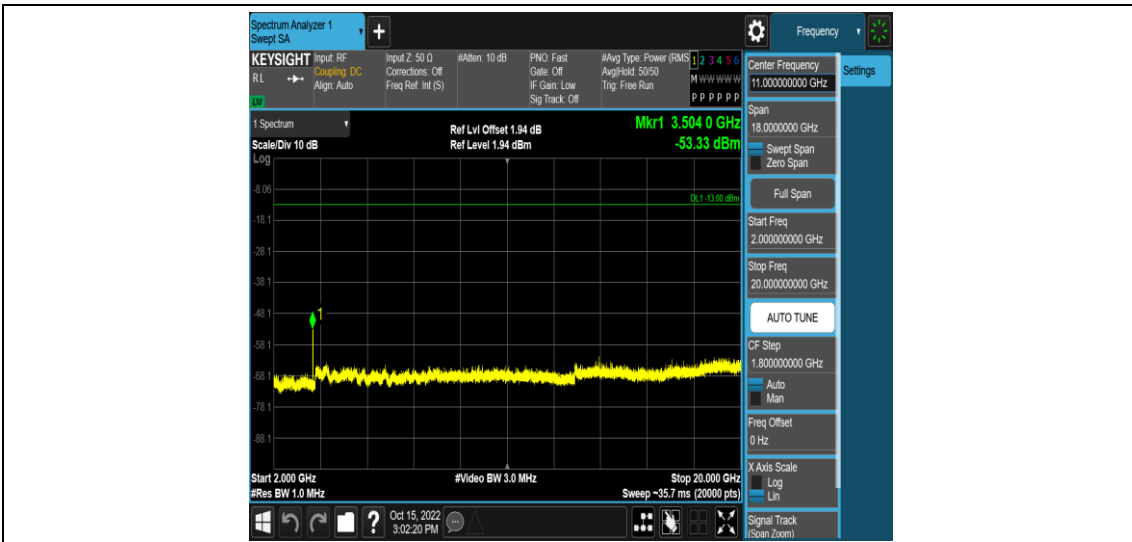 Spectrum Analyzer 1
Swept SA
+
Frequency
KEYSIGHT
RL
LXI
Input: RF
Coupling: DC
Align: Auto
Input Z: 50 Ω
Corrections: Off
Freq Ref: Int (S)
#Atten: 10 dB
PNO: Fast
Gate: Off
IF Gain: Low
Sig Track: Off
#Avg Type: Power (RMS
Avg|Hold: 50/50
Trig: Free Run
1 2 3 4 5 6
M W W W W W
P P P P P P
1 Spectrum
Scale/Div 10 dB
Log
Ref Lvl Offset 1.94 dB
Ref Level 1.94 dBm
Mkr1 3.504 0 GHz
-53.33 dBm
DL1 -13.00 dBm
-8.06
-18.1
-28.1
-38.1
-48.1
-58.1
-68.1
-78.1
-88.1
1
Start 2.000 GHz
#Res BW 1.0 MHz
#Video BW 3.0 MHz
Stop 20.000 GHz
Sweep ~35.7 ms (20000 pts)
Center Frequency
11.000000000 GHz
Settings
Span
18.0000000 GHz
Swept Span
Zero Span
Full Span
Start Freq
2.000000000 GHz
Stop Freq
20.000000000 GHz
AUTO TUNE
CF Step
1.800000000 GHz
Auto
Man
Freq Offset
0 Hz
X Axis Scale
Log
Lin
Signal Track
(Span Zoom)
?
Oct 15, 2022
3:02:20 PM